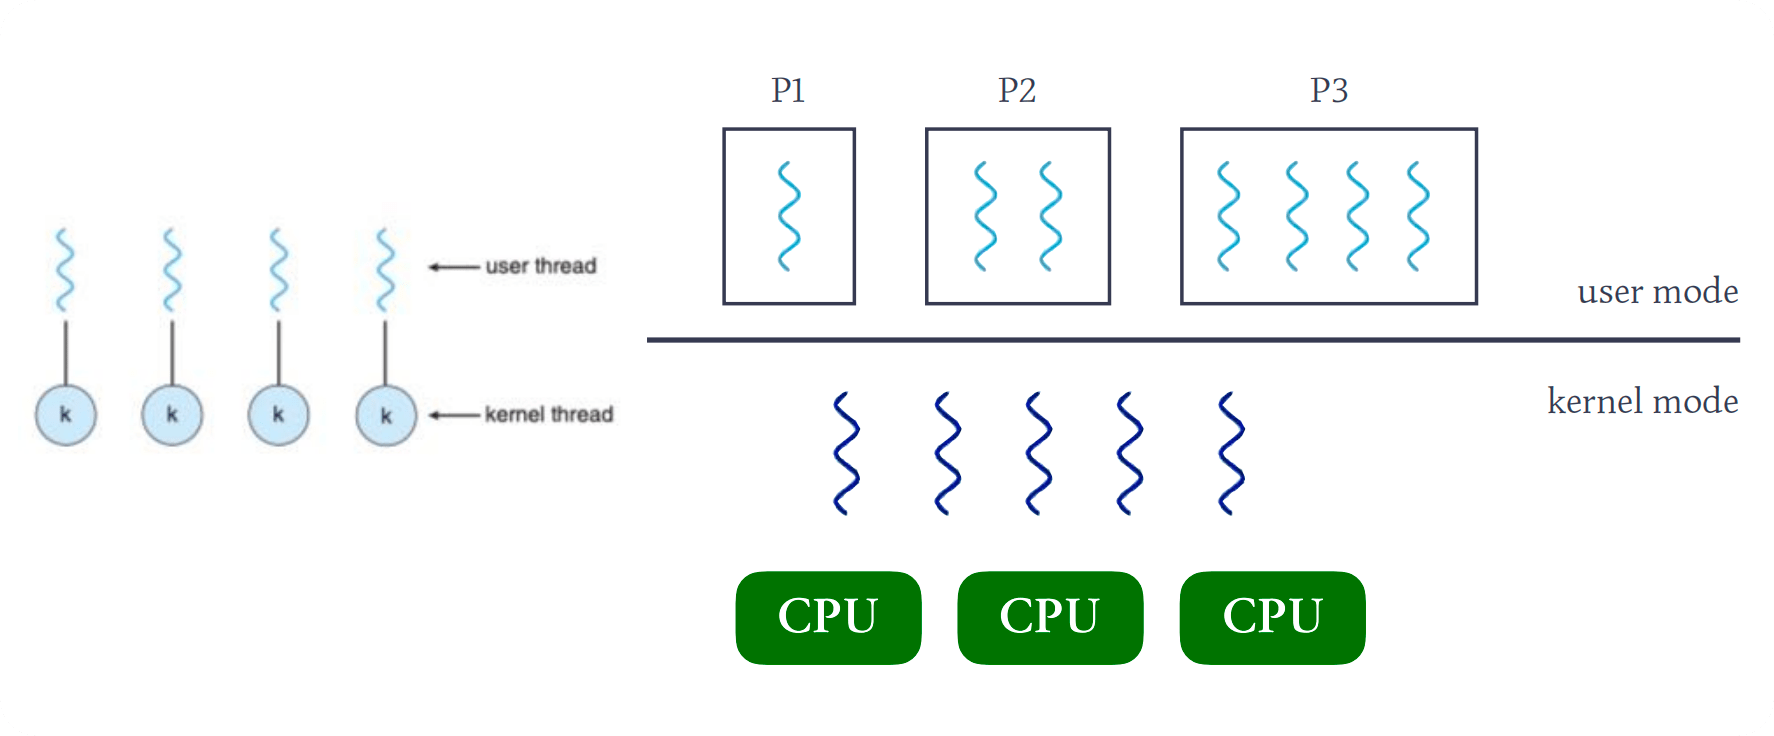 P1 P2 P3
user thread
user mode
kernel mode
k k k k
kernel thread
CPU CPU CPU